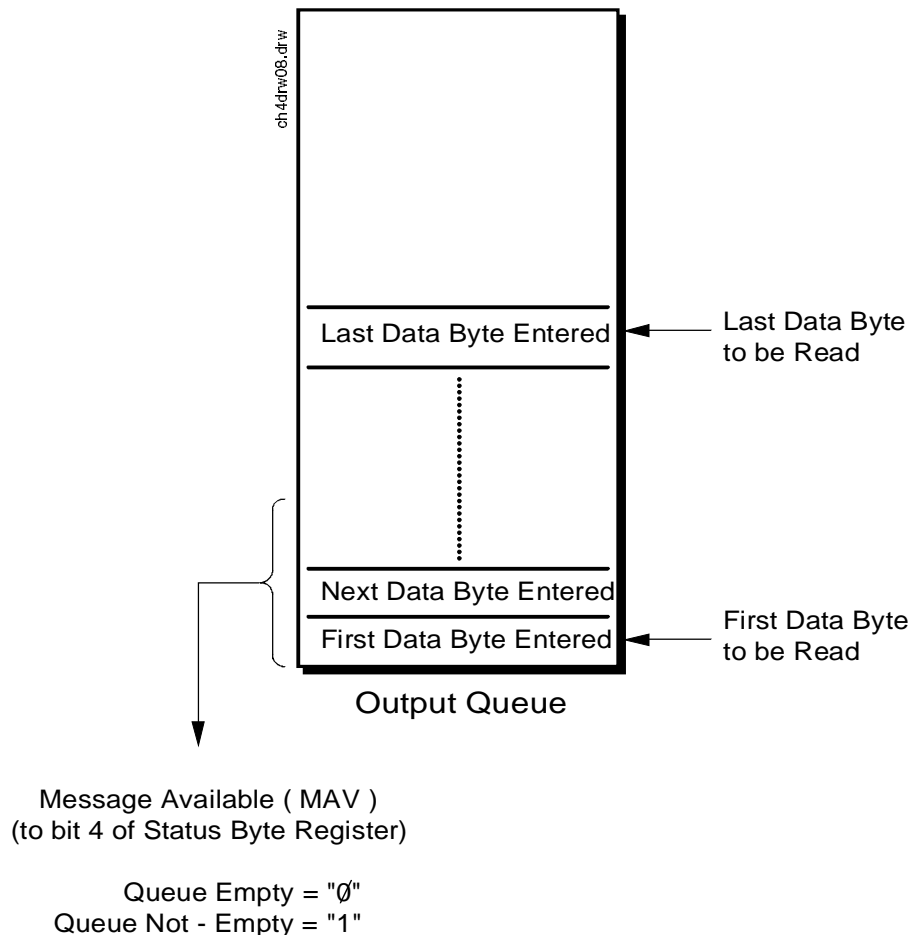 ch4drw08.drw
Last Data Byte Entered
Last Data Byte
to be Read
Next Data Byte Entered
First Data Byte Entered
First Data Byte
to be Read
Output Queue
Message Available ( MAV )
(to bit 4 of Status Byte Register)
Queue Empty = "0̸"
Queue Not - Empty = "1"